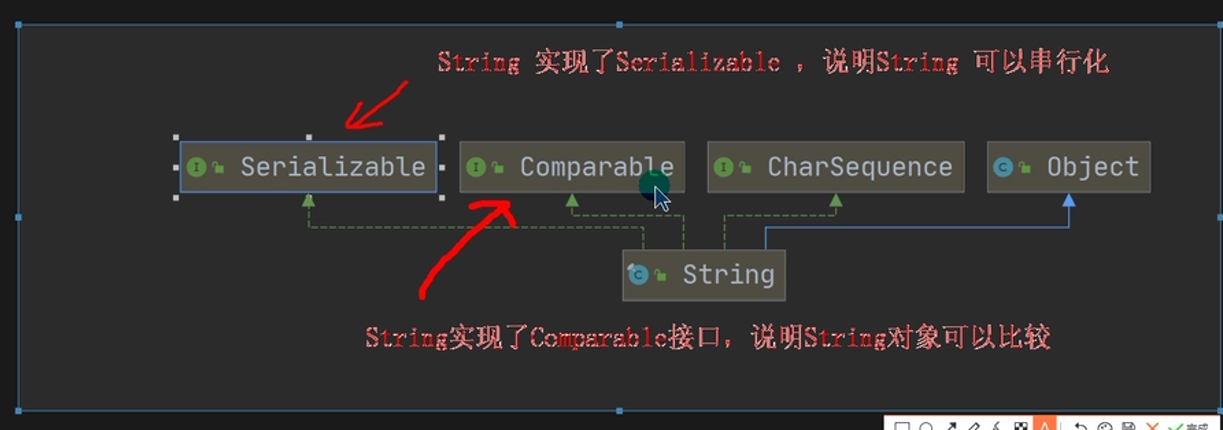 String 实现了Serializable ，说明String 可以串行化
Serializable
Comparable
CharSequence
Object
String
String实现了Comparable接口，说明String对象可以比较
完成